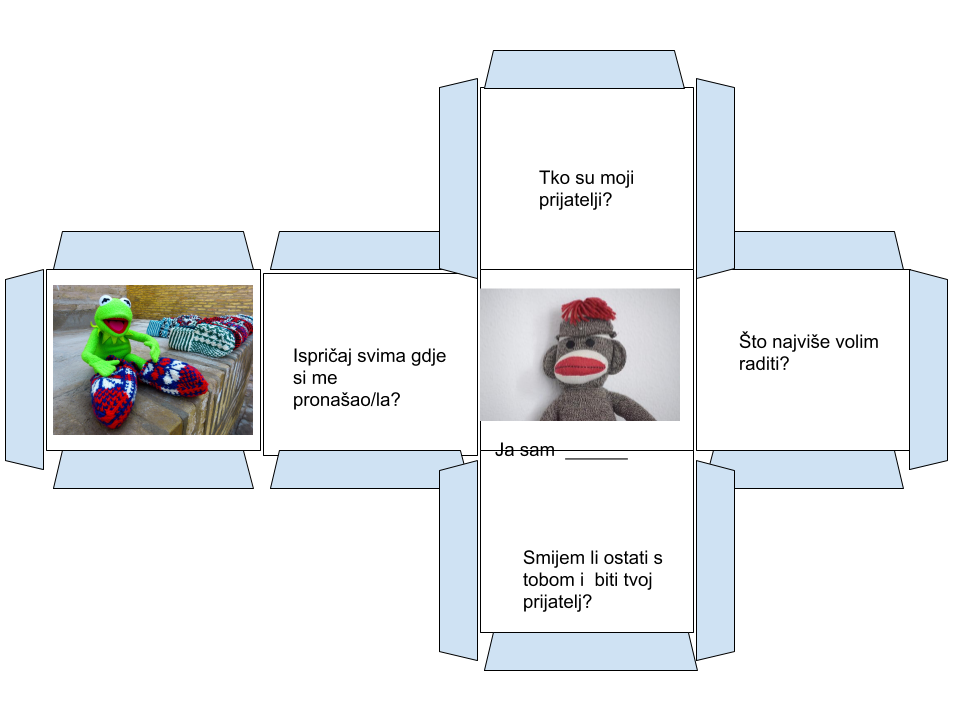 Tko su moji
prijatelji?
Ispričaj svima gdje
si me
pronašao/la?
Što najviše volim
raditi?
Ja sam ______
Smijem li ostati s
tobom i  biti tvoj
prijatelj?